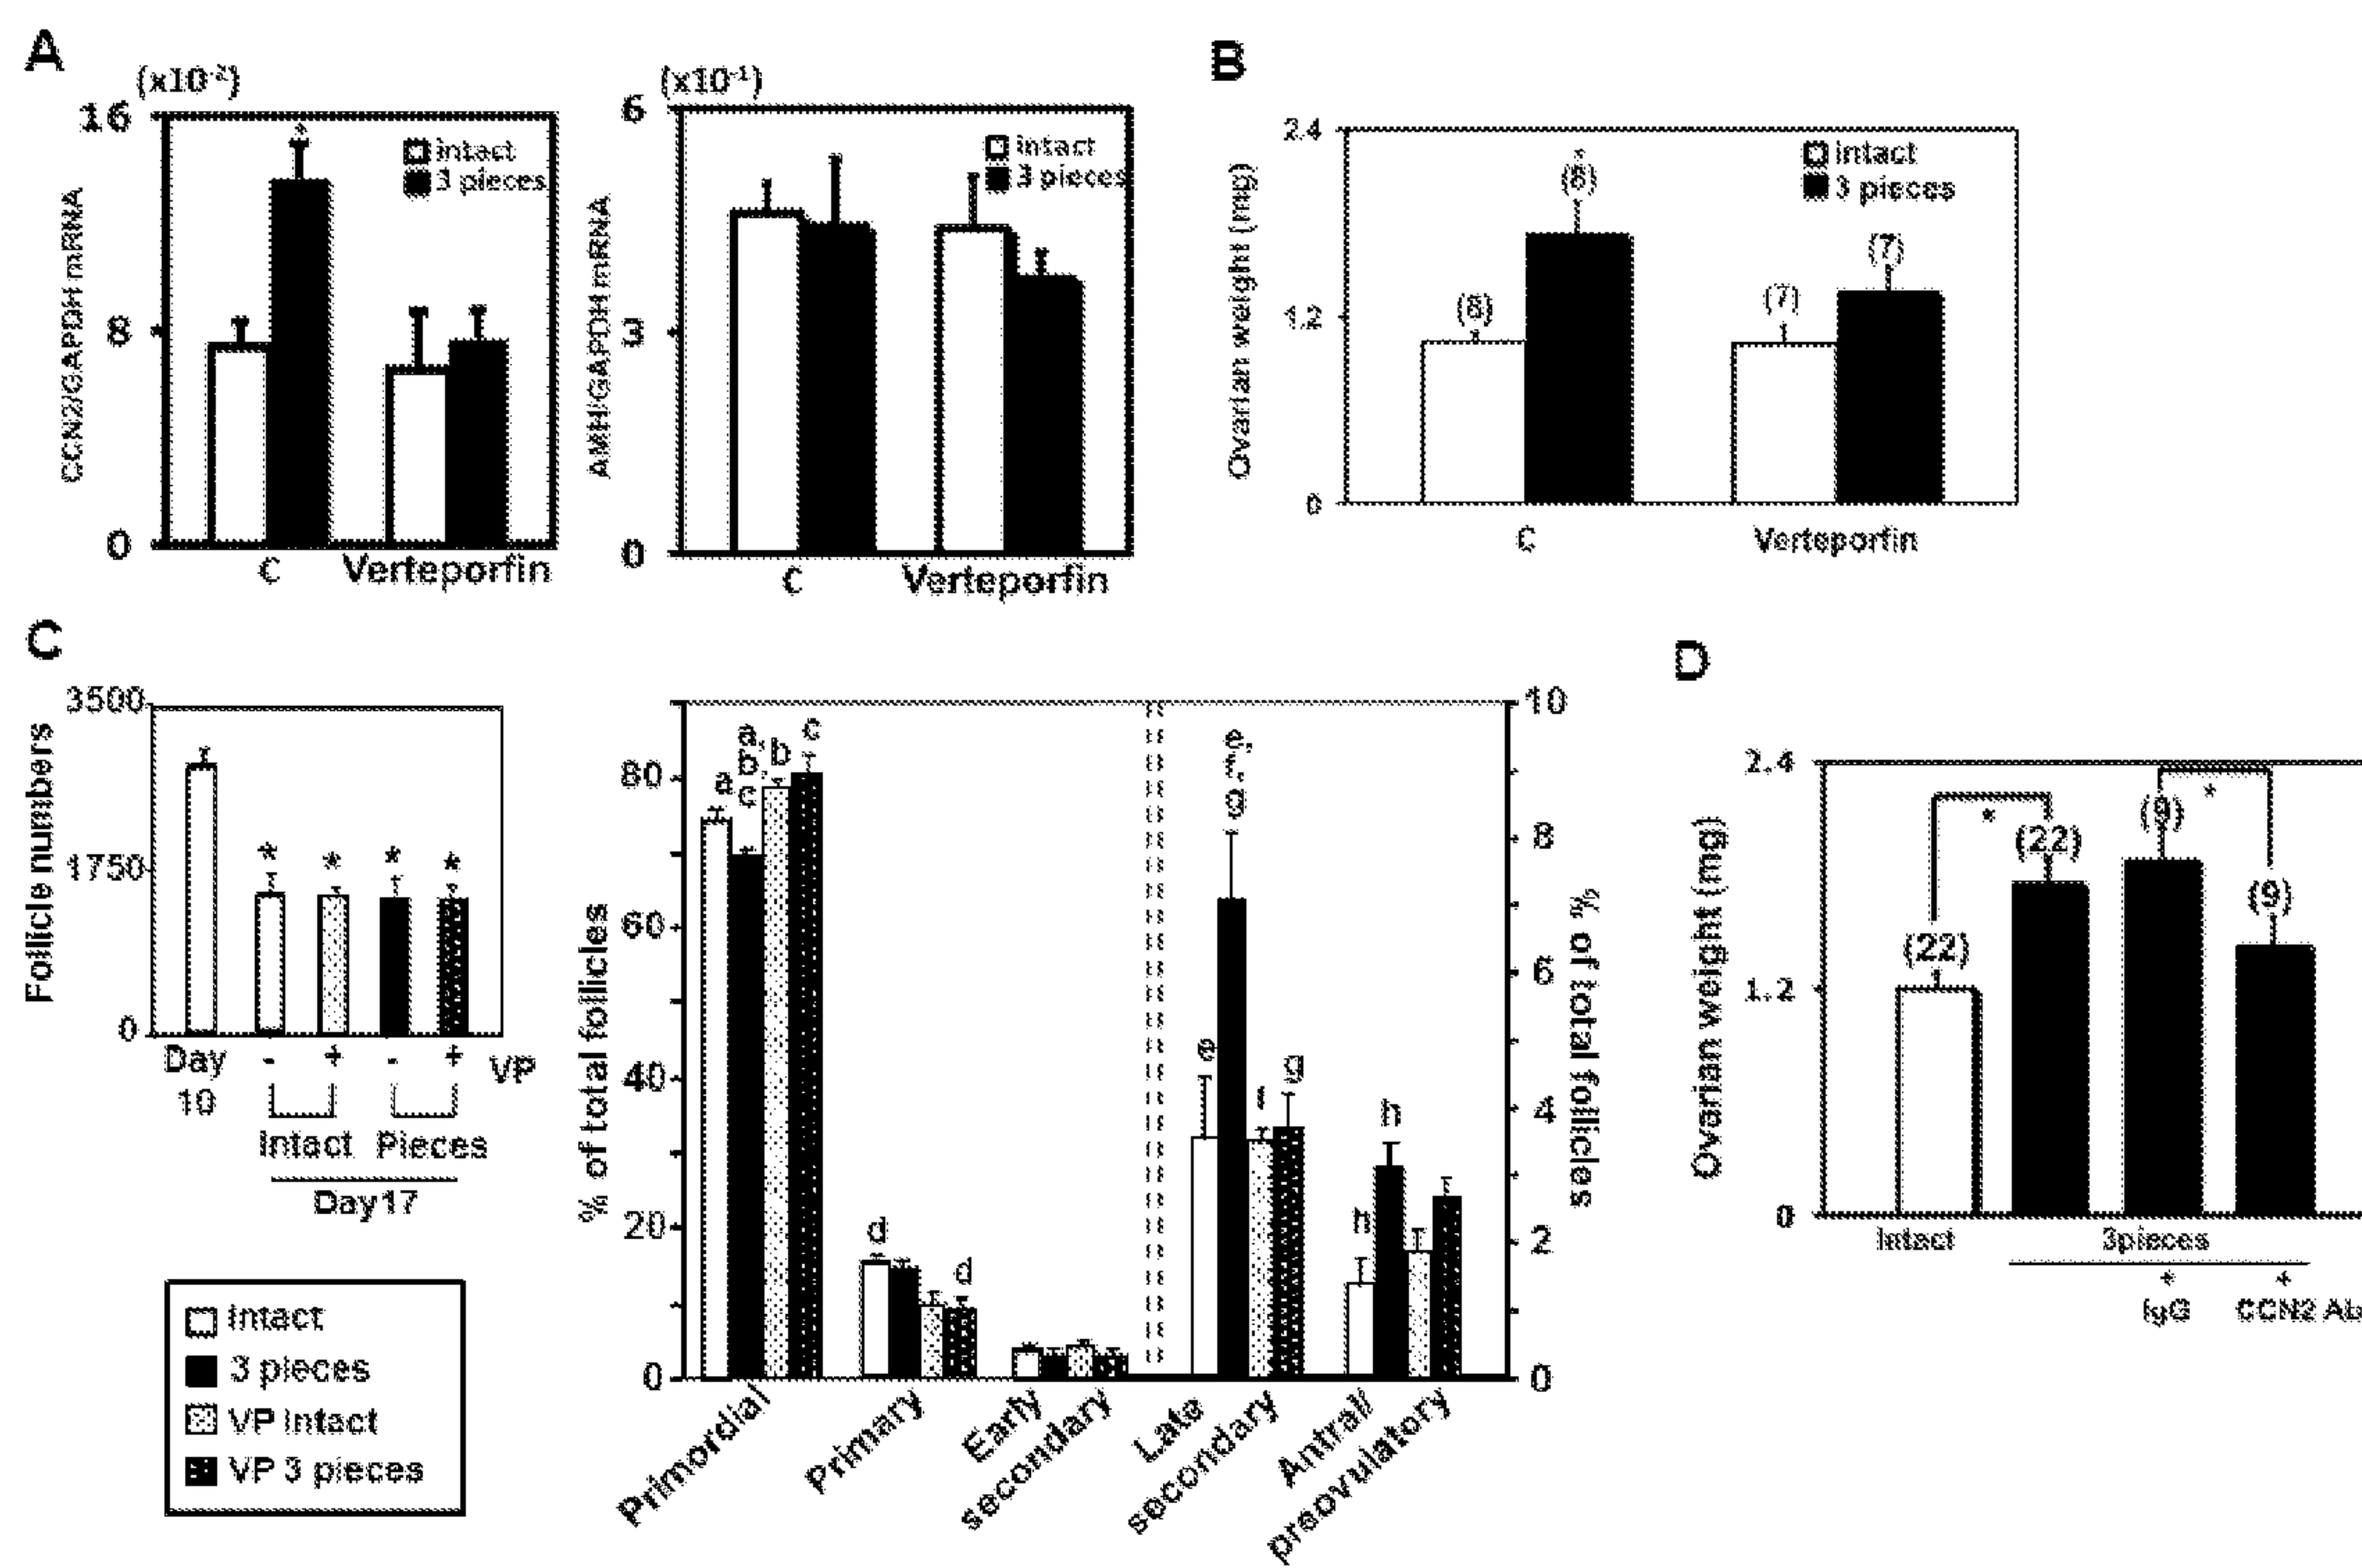 A
(x10-2)
16
8
0
CCN2/GAPDH mRNA
*
intact
3 pieces
C
Verteporfin
(x10-1)
6
3
0
AMH/GAPDH mRNA
intact
3 pieces
C
Verteporfin
B
2.4
1.2
0
Ovarian weight (mg)
intact
3 pieces
(8)
*
(8)
(7)
(7)
C
Verteporfin
C
3500
1750
0
Follicle numbers
* * * *
Day 10
- + - + VP
Intact Pieces
Day17
Intact
3 pieces
VP intact
VP 3 pieces
80
60
40
20
0
% of total follicles
a
a,
b,
c
b
c
d
d
e
e,
f,
g
f
g
h
h
10
8
6
4
2
0
% of total follicles
Primordial
Primary
Early
secondary
Late
secondary
Antral/
preovulatory
D
2.4
1.2
0
Ovarian weight (mg)
*
*
(22)
(22)
(9)
(9)
Intact
3pieces
+ +
IgG CCN2 Ab